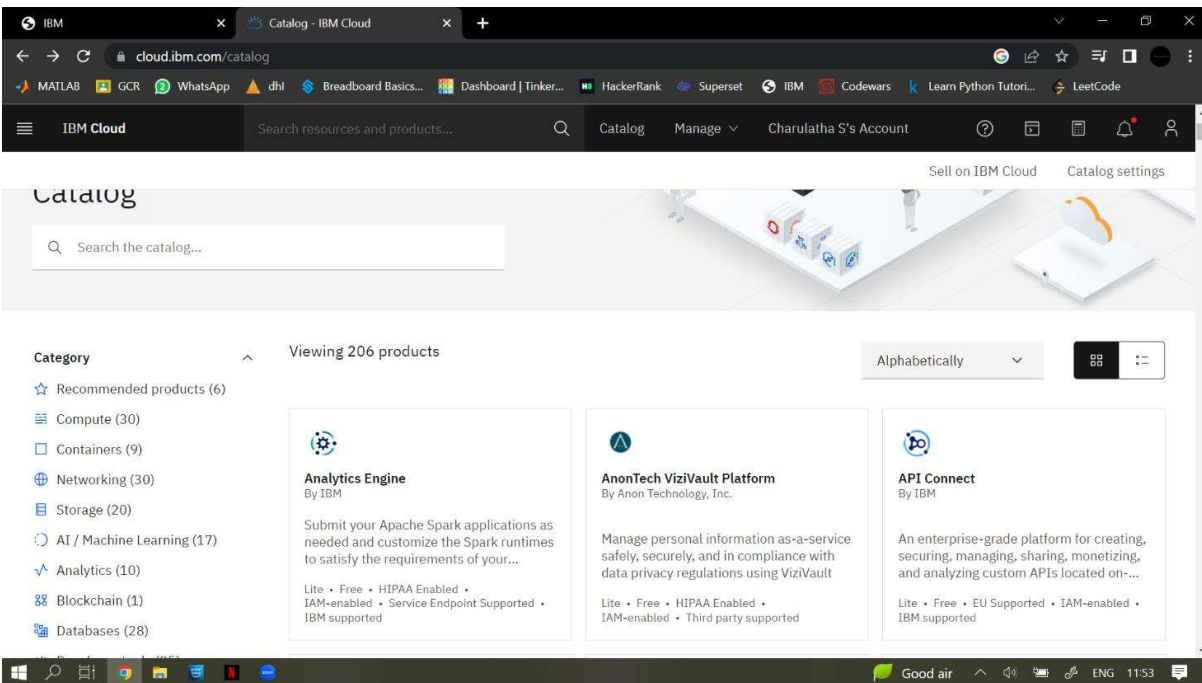 IBM
Catalog - IBM Cloud
cloud.ibm.com/catalog
MATLAB GCR WhatsApp dhl Breadboard Basics... Dashboard | Tinker... HackerRank Superset IBM Codewars Learn Python Tutori... LeetCode
IBM Cloud
Search resources and products...
Catalog Manage Charulatha S's Account
Sell on IBM Cloud Catalog settings
Catalog
Search the catalog...
Category
Recommended products (6)
Compute (30)
Containers (9)
Networking (30)
Storage (20)
AI / Machine Learning (17)
Analytics (10)
Blockchain (1)
Databases (28)
Viewing 206 products
Alphabetically
Analytics Engine
By IBM
Submit your Apache Spark applications as
needed and customize the Spark runtimes
to satisfy the requirements of your...
Lite • Free • HIPAA Enabled •
IAM-enabled • Service Endpoint Supported •
IBM supported
AnonTech ViziVault Platform
By Anon Technology, Inc.
Manage personal information as-a-service
safely, securely, and in compliance with
data privacy regulations using ViziVault
Lite • Free • HIPAA Enabled •
IAM-enabled • Third party supported
API Connect
By IBM
An enterprise-grade platform for creating,
securing, managing, sharing, monetizing,
and analyzing custom APIs located on-...
Lite • Free • EU Supported • IAM-enabled •
IBM supported
Good air ENG 11:53